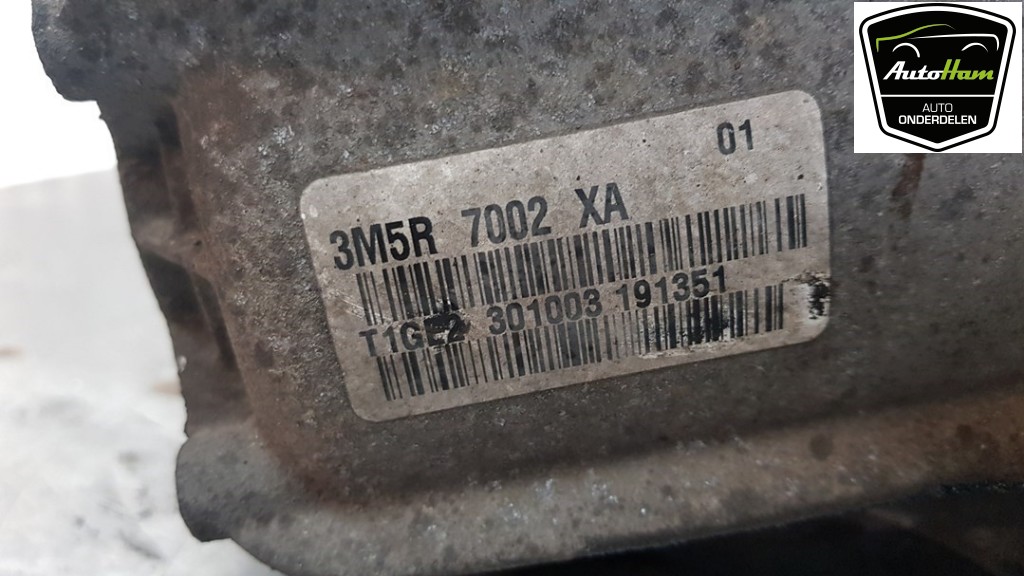 AutoHam
AUTO
ONDERDELEN
01
3M5R 7002 XA
T1GE2 301003 191351